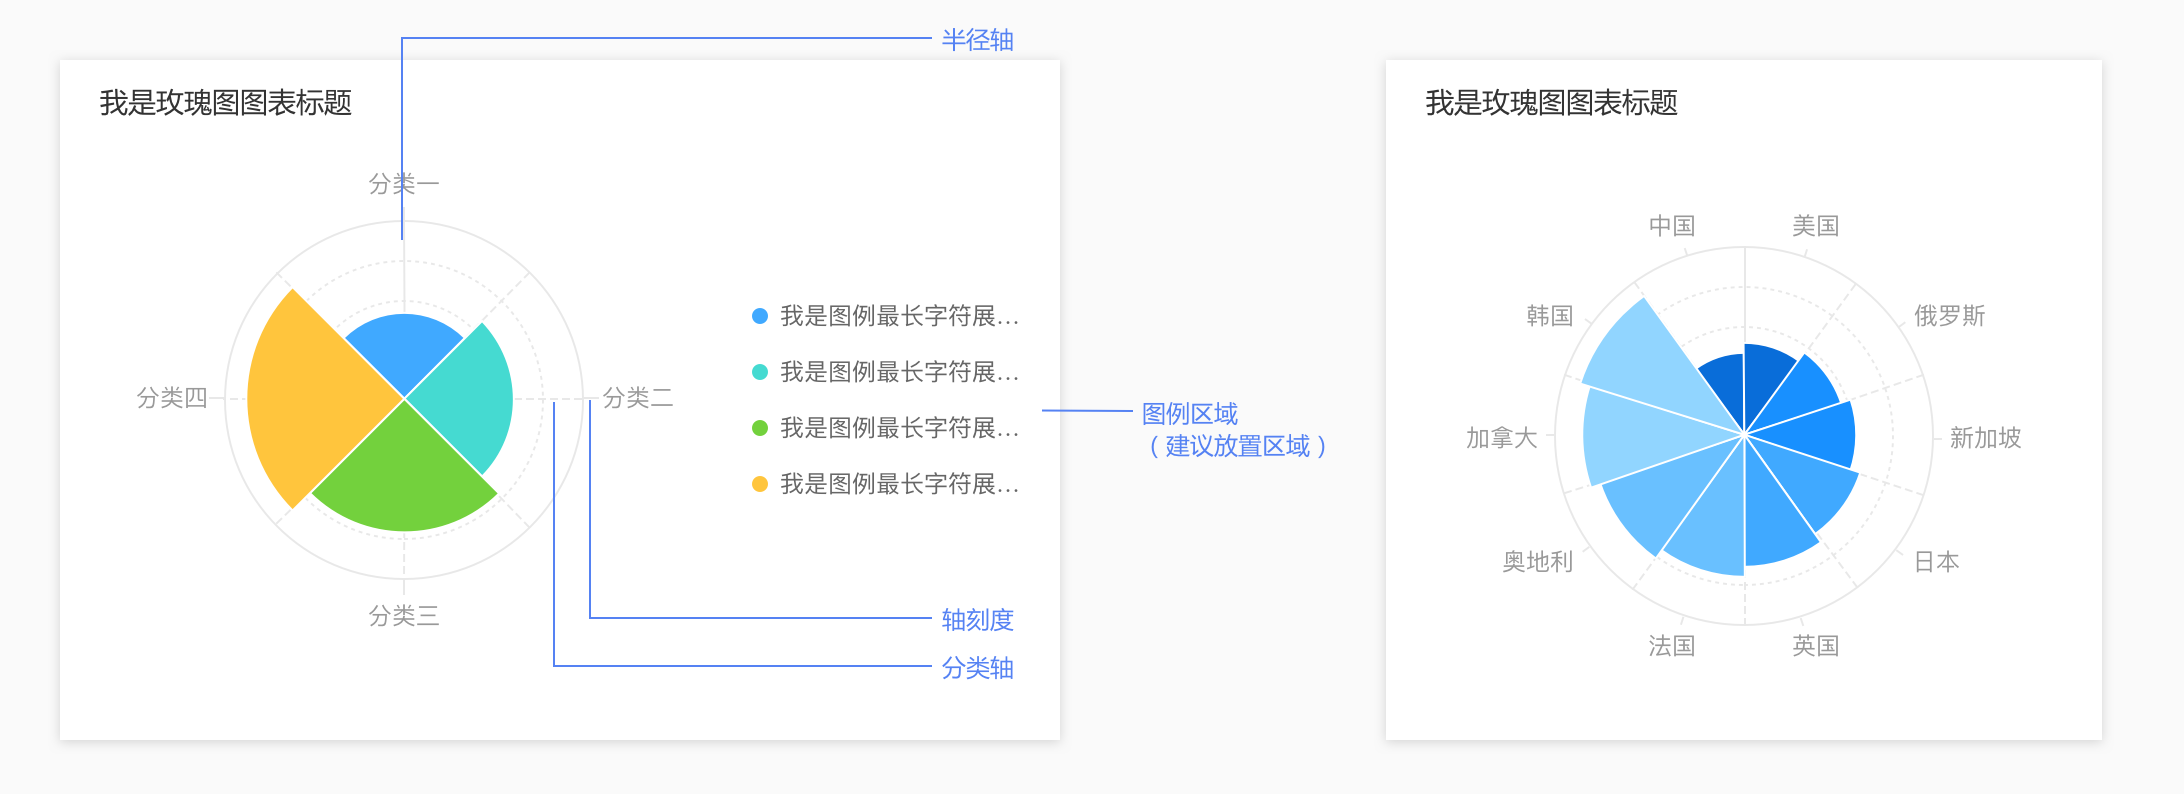 半径轴
我是玫瑰图图表标题
分类一
分类二
分类三
分类四
我是图例最长字符展...
我是图例最长字符展...
我是图例最长字符展...
我是图例最长字符展...
图例区域
（建议放置区域）
轴刻度
分类轴
我是玫瑰图图表标题
中国
美国
韩国
俄罗斯
加拿大
新加坡
奥地利
日本
法国
英国